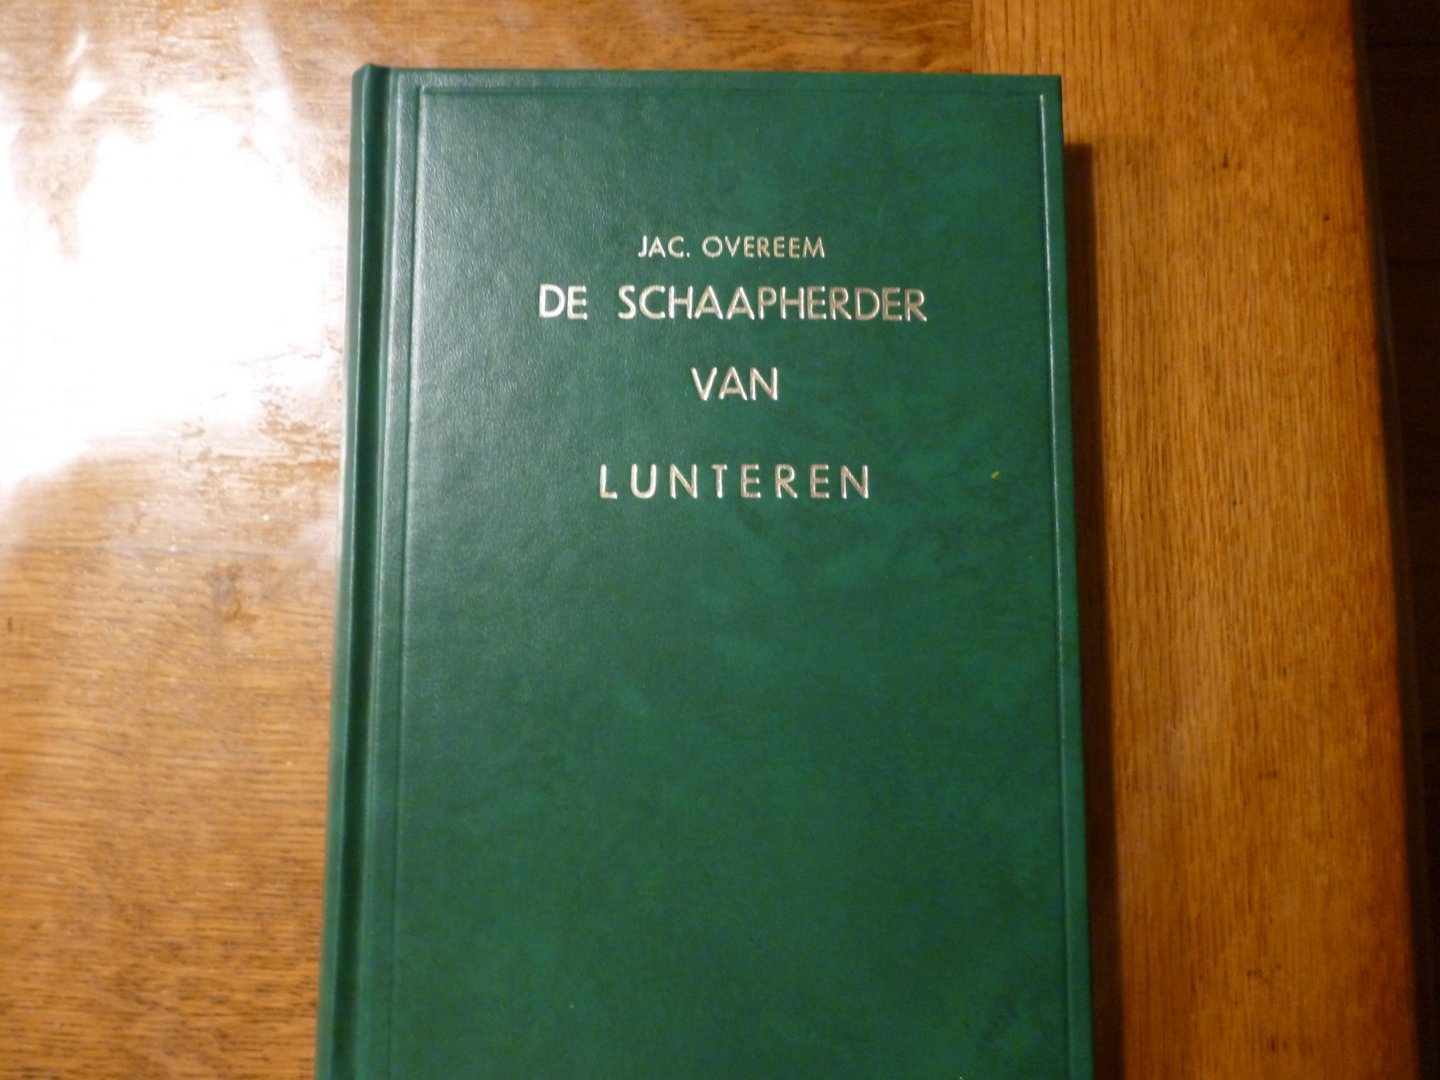 JAC. OVEREEM
DE SCHAAPHERDER
VAN
LUNTEREN